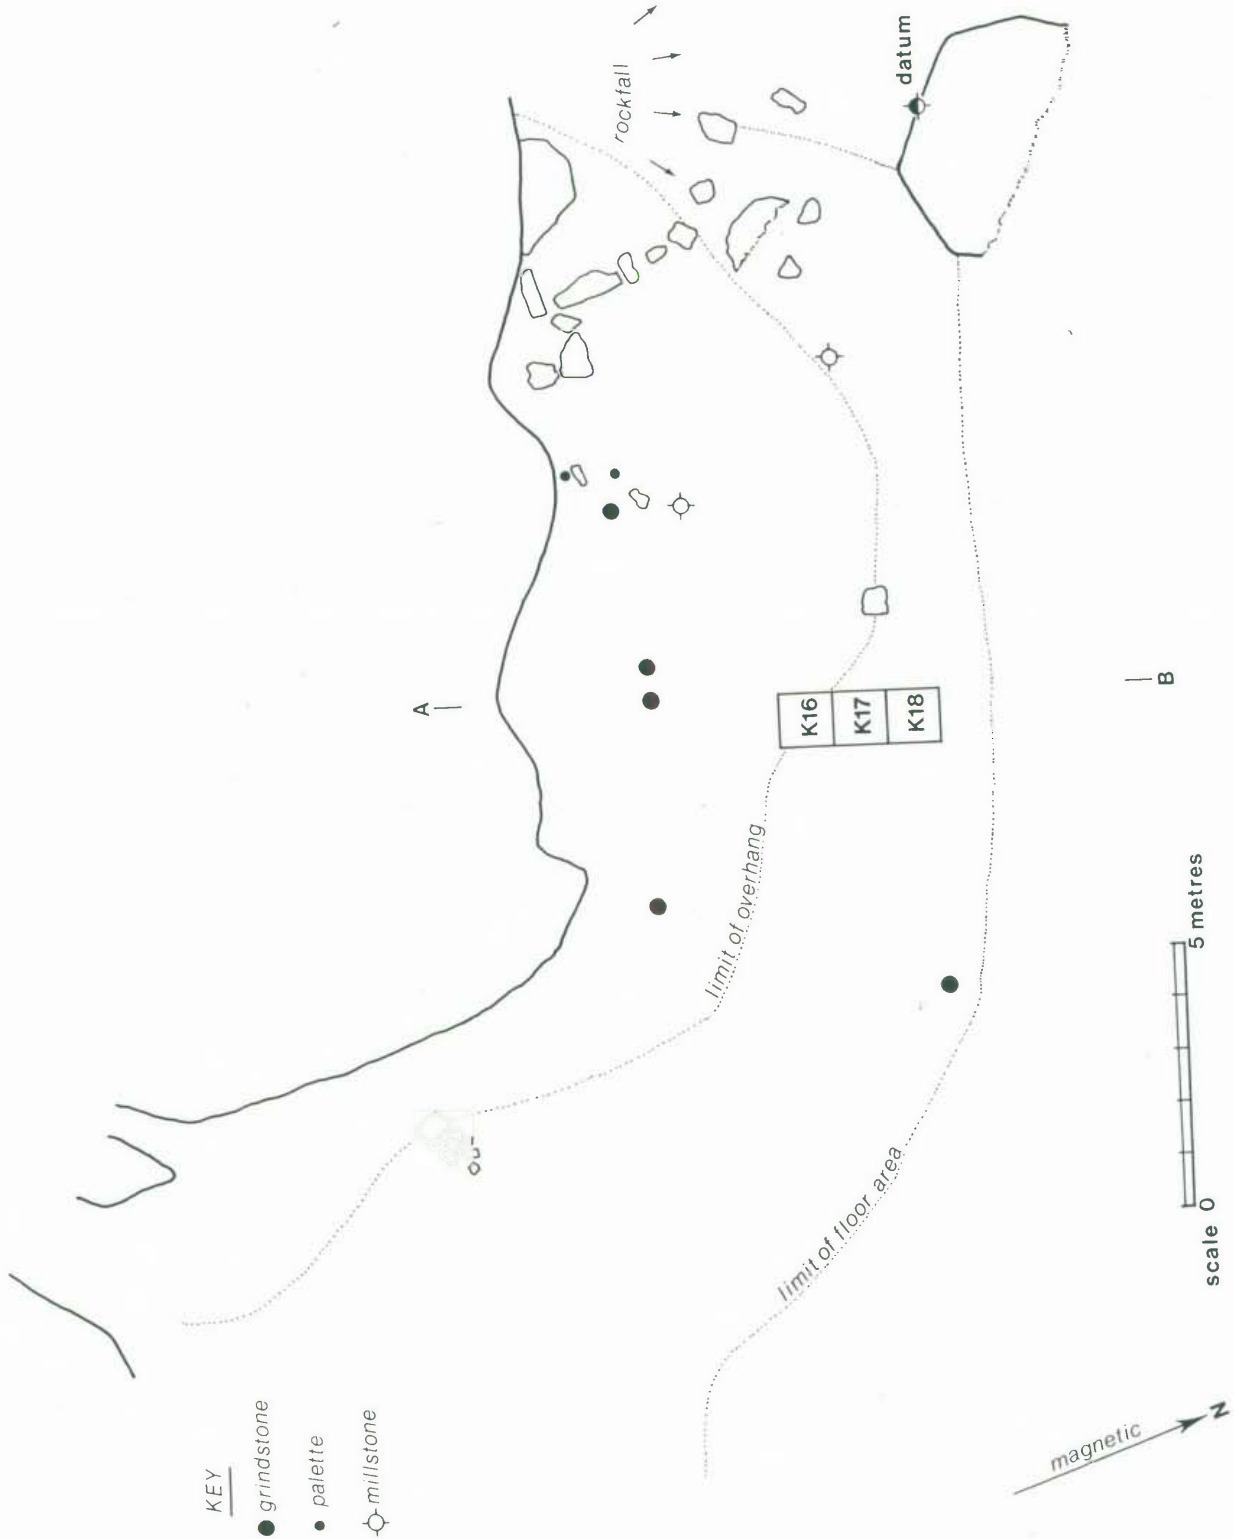 KEY
grindstone
palette
millstone
A
B
rockfall
datum
K16
K17
K18
limit of overhang
limit of floor area
scale 0
5 metres
magnetic
N